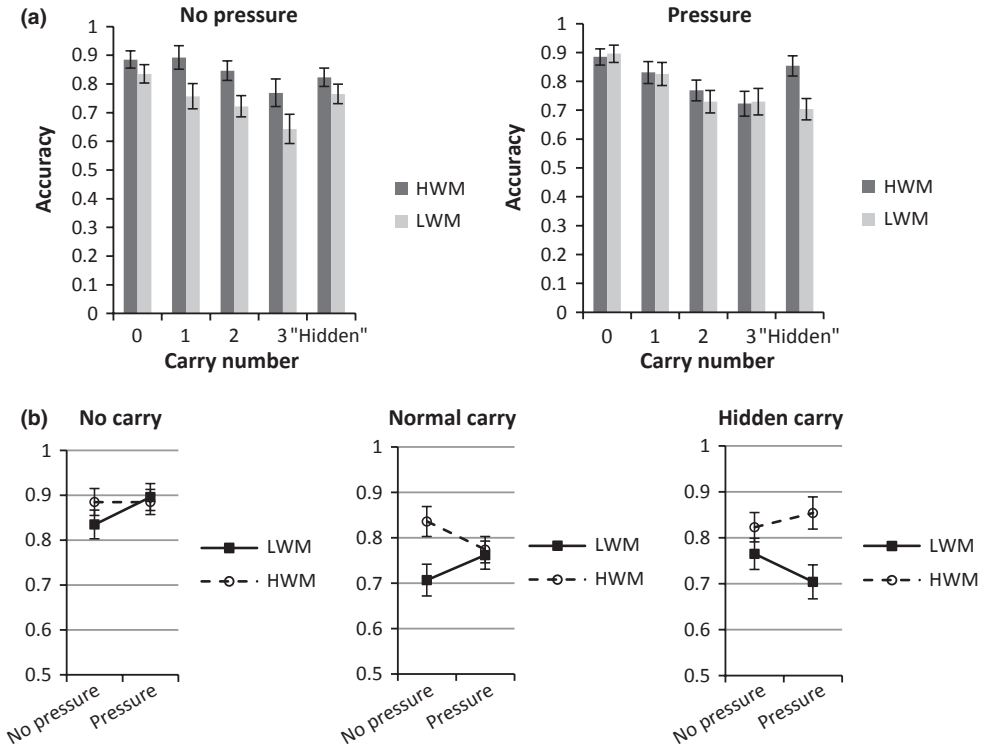 (a)
No pressure
1
0.9
0.8
0.7
0.6
0.5
0.4
0.3
0.2
0.1
0
Accuracy
0 1 2 3 "Hidden"
Carry number
HWM
LWM
Pressure
1
0.9
0.8
0.7
0.6
0.5
0.4
0.3
0.2
0.1
0
Accuracy
0 1 2 3 "Hidden"
Carry number
HWM
LWM
(b)
No carry
1
0.9
0.8
0.7
0.6
0.5
No pressure
Pressure
LWM
HWM
Normal carry
1
0.9
0.8
0.7
0.6
0.5
No pressure
Pressure
LWM
HWM
Hidden carry
1
0.9
0.8
0.7
0.6
0.5
No pressure
Pressure
LWM
HWM